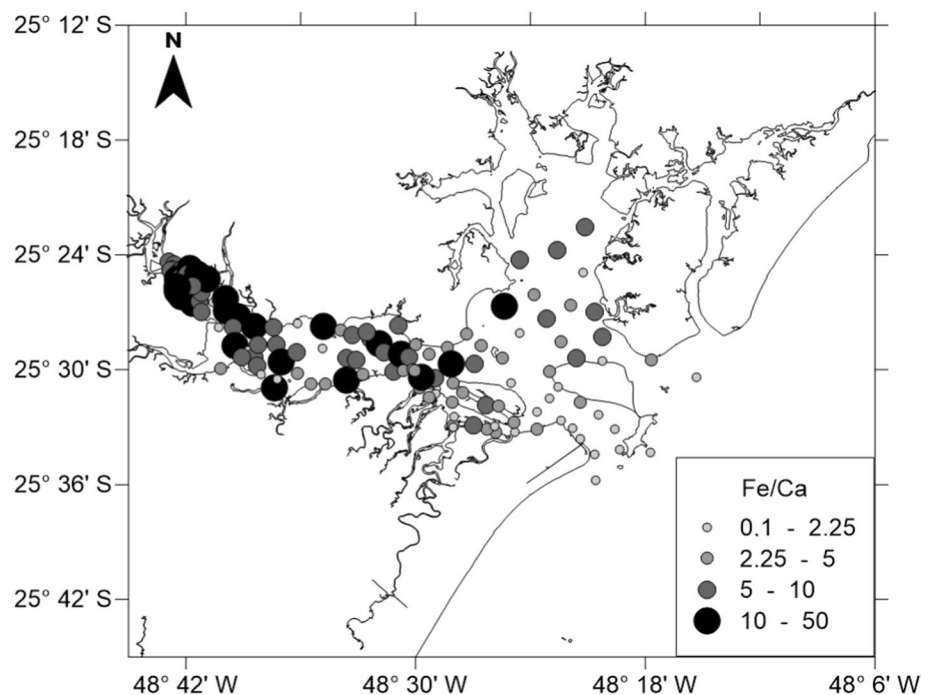 25° 12' S
N
25° 18' S
25° 24' S
25° 30' S
25° 36' S
25° 42' S
Fe/Ca
0.1 - 2.25
2.25 - 5
5 - 10
10 - 50
48° 42' W
48° 30' W
48° 18' W
48° 6' W